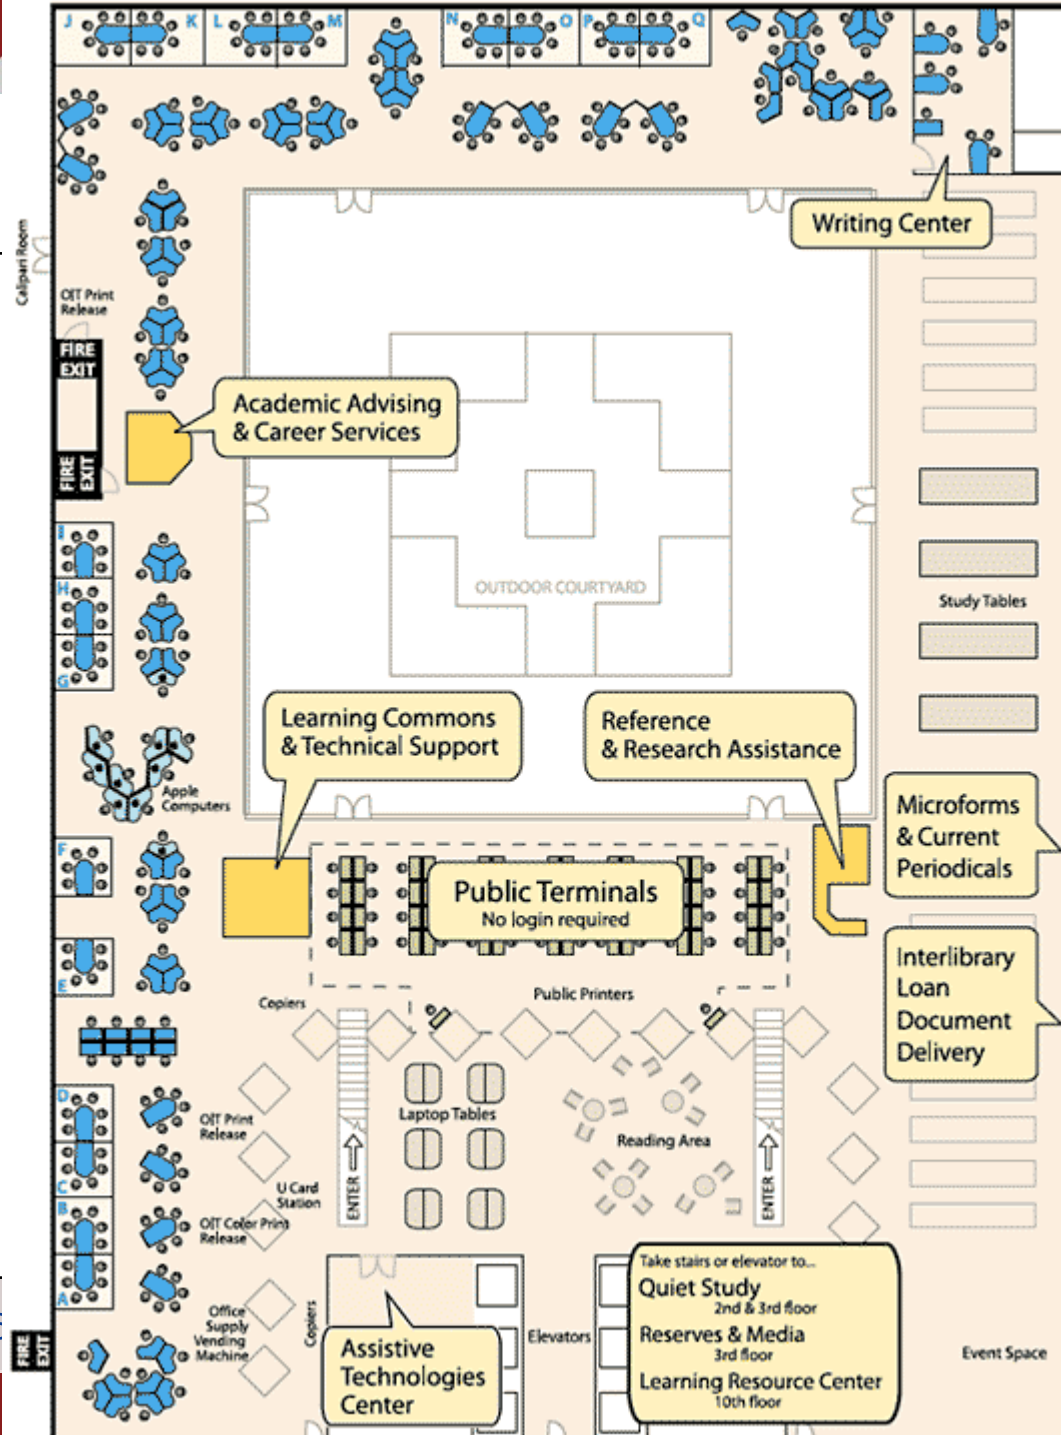 J
K
L
M
N
O
P
Q
Writing Center
Calipari Room
OIT Print
Release
FIRE
EXIT
Academic Advising
& Career Services
FIRE
EXIT
I
H
G
OUTDOOR COURTYARD
Study Tables
Learning Commons
& Technical Support
Reference
& Research Assistance
Apple
Computers
Microforms
& Current
Periodicals
F
Public Terminals
No login required
E
Interlibrary
Loan
Document
Delivery
Copiers
Public Printers
D
OIT Print
Release
Laptop Tables
Reading Area
C
U Card
Station
ENTER
ENTER
B
OIT Color Print
Release
A
Office
Supply
Vending
Machine
Copiers
Assistive
Technologies
Center
Elevators
Take stairs or elevator to...
Quiet Study
2nd & 3rd floor
Reserves & Media
3rd floor
Learning Resource Center
10th floor
Event Space
FIRE
EXIT